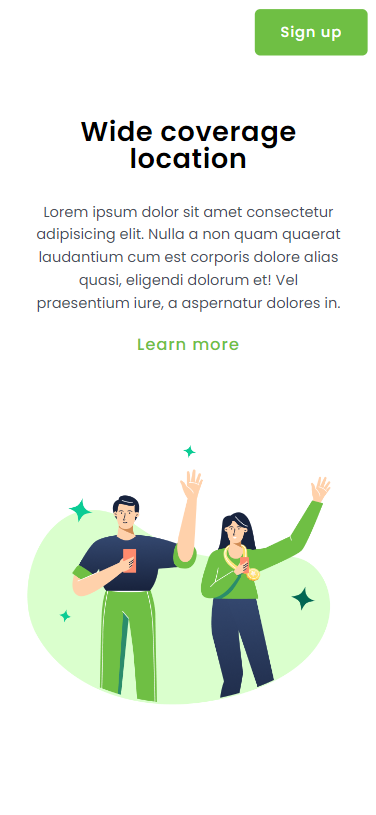 Sign up
Wide coverage
location
Lorem ipsum dolor sit amet consectetur
adipisicing elit. Nulla a non quam quaerat
laudantium cum est corporis dolore alias
quasi, eligendi dolorum et! Vel
praesentium iure, a aspernatur dolores in.
Learn more